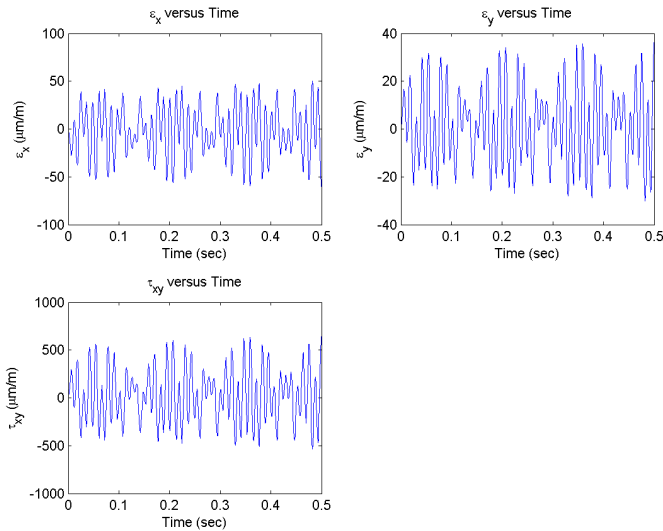 εx versus Time
100
50
0
-50
-100
εx (μm/m)
0 0.1 0.2 0.3 0.4 0.5
Time (sec)
εy versus Time
40
20
0
-20
-40
εy (μm/m)
0 0.1 0.2 0.3 0.4 0.5
Time (sec)
τxy versus Time
1000
500
0
-500
-1000
τxy (μm/m)
0 0.1 0.2 0.3 0.4 0.5
Time (sec)